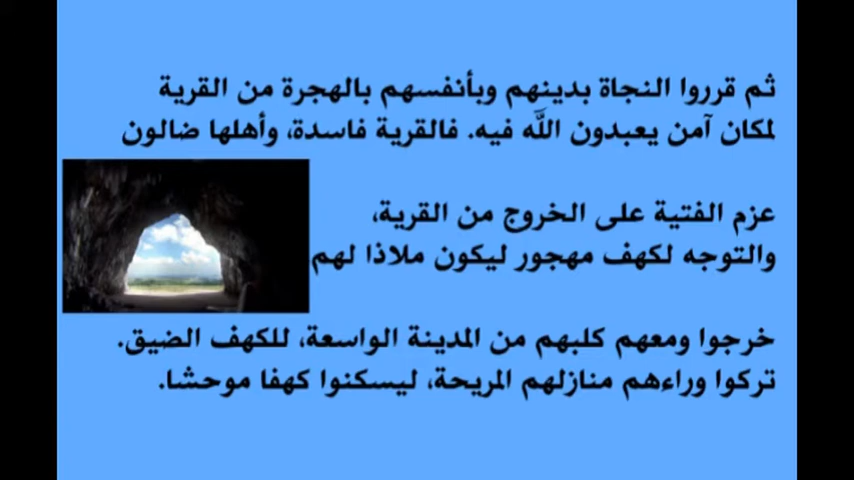 ثم قرروا النجاة بدينهم وبأنفسهم بالهجرة من القرية
لمكان آمن يعبدون اللّه فيه. فالقرية فاسدة، وأهلها ضالون
عزم الفتية على الخروج من القرية،
والتوجه لكهف مهجور ليكون ملاذا لهم
خرجوا ومعهم كلبهم من المدينة الواسعة، للكهف الضيق.
تركوا وراءهم منازلهم المريحة، ليسكنوا كهفا موحشا.